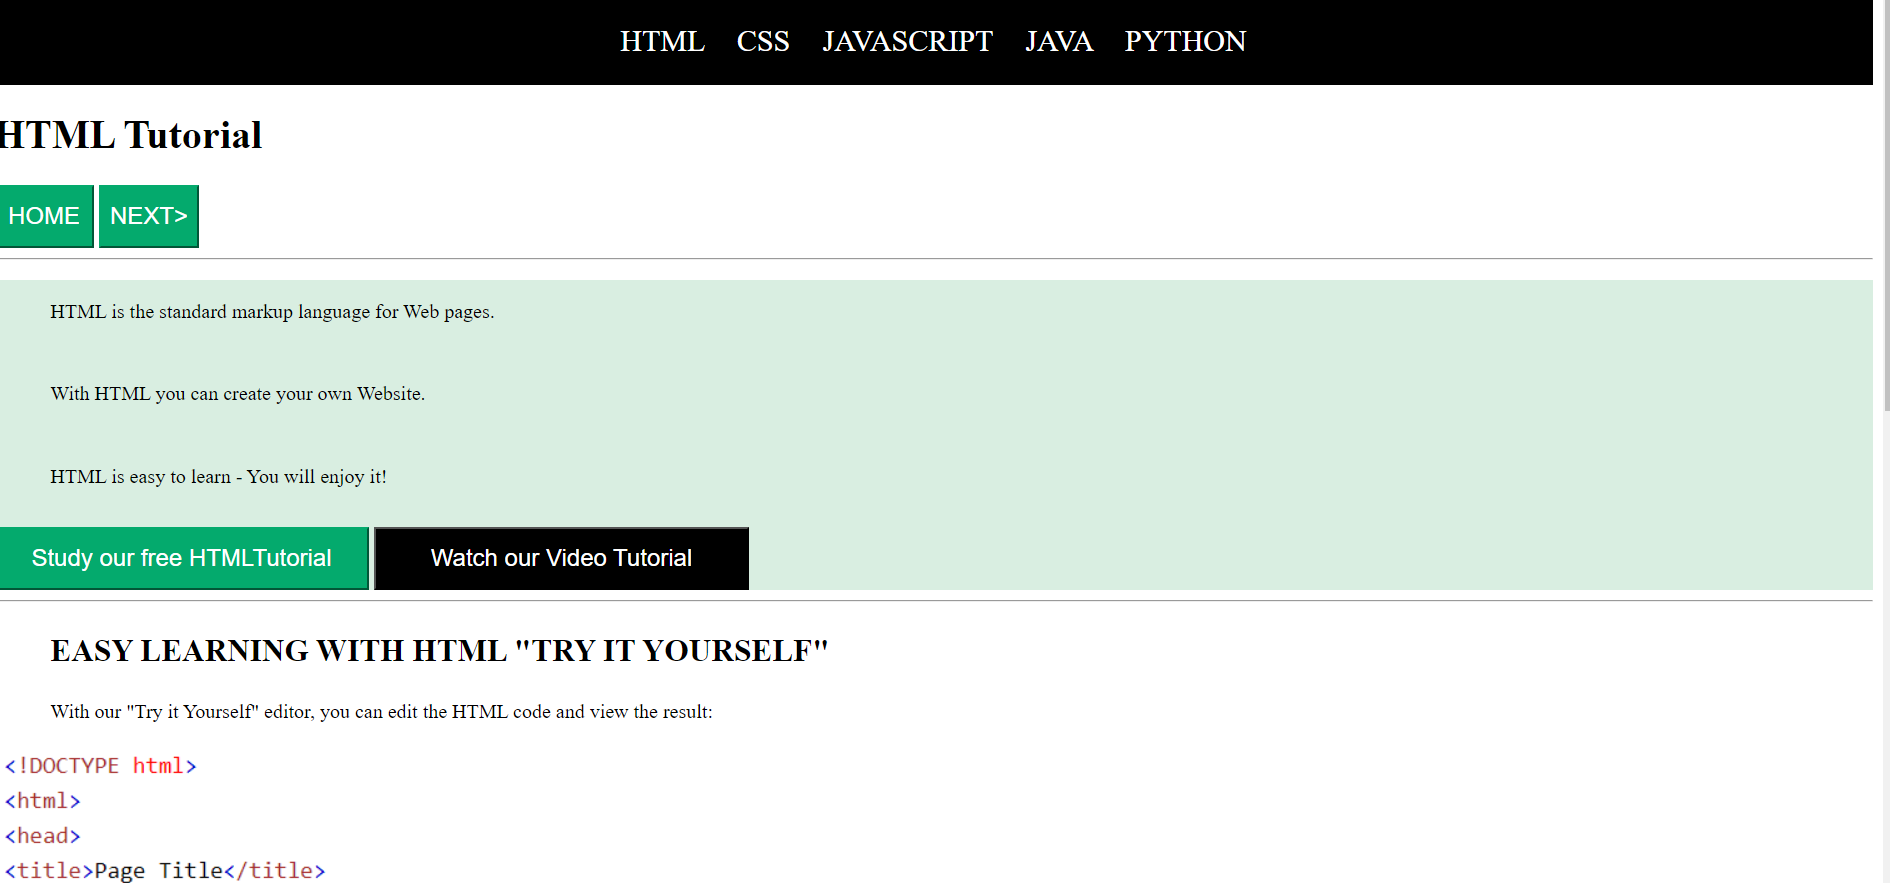 HTML CSS JAVASCRIPT JAVA PYTHON
HTML Tutorial
HOME NEXT>
HTML is the standard markup language for Web pages.
With HTML you can create your own Website.
HTML is easy to learn - You will enjoy it!
Study our free HTMLTutorial Watch our Video Tutorial
EASY LEARNING WITH HTML "TRY IT YOURSELF"
With our "Try it Yourself" editor, you can edit the HTML code and view the result:
<!DOCTYPE html>
<html>
<head>
<title>Page Title</title>